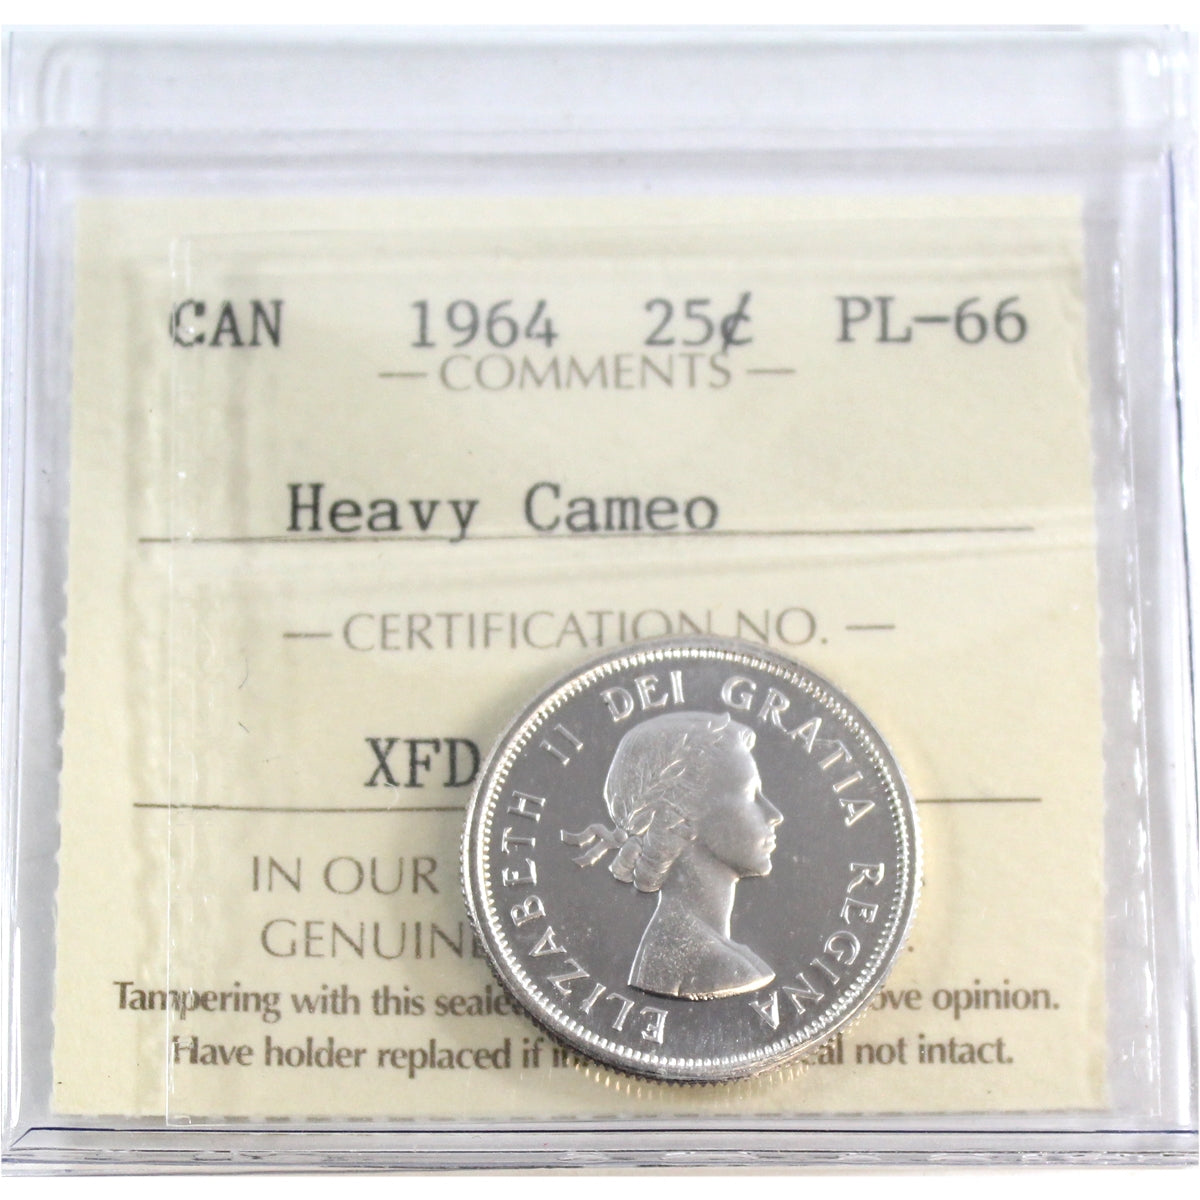 CAN 1964 25¢ PL-66
— COMMENTS —
Heavy Cameo
— CERTIFICATION NO. —
XFD
IN OUR
GENUINE
Tampering with this seale ove opinion.
Have holder replaced if i al not intact.
ELIZABETH II DEI GRATIA REGINA